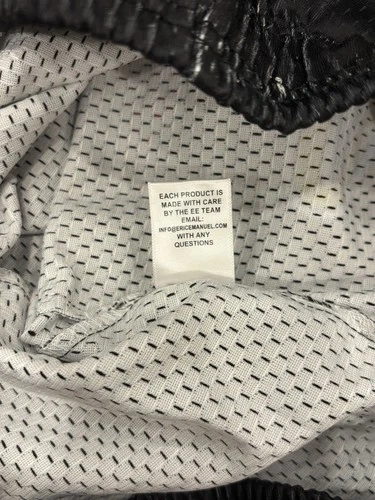 EACH PRODUCT IS
MADE WITH CARE
BY THE EE TEAM
EMAIL:
INFO@ERICEMANUEL.COM
WITH ANY
QUESTIONS